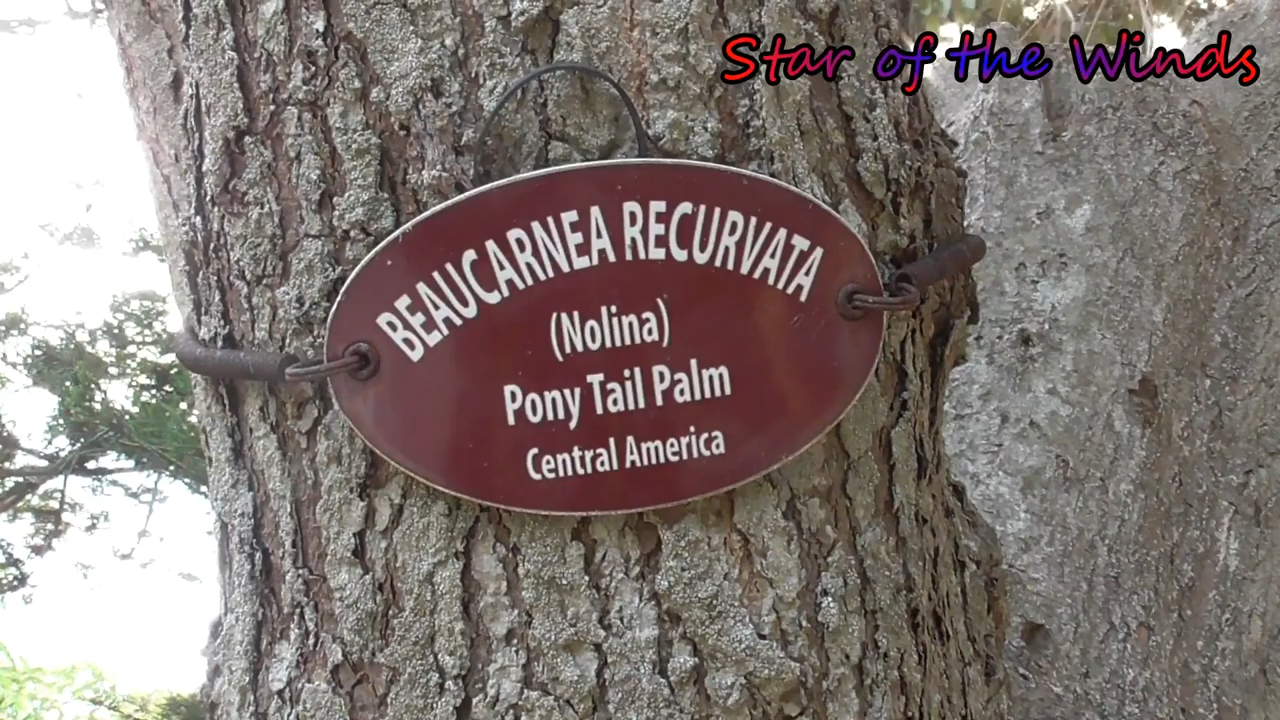 Star of the Winds
BEAUCARNEA RECURVATA
(Nolina)
Pony Tail Palm
Central America